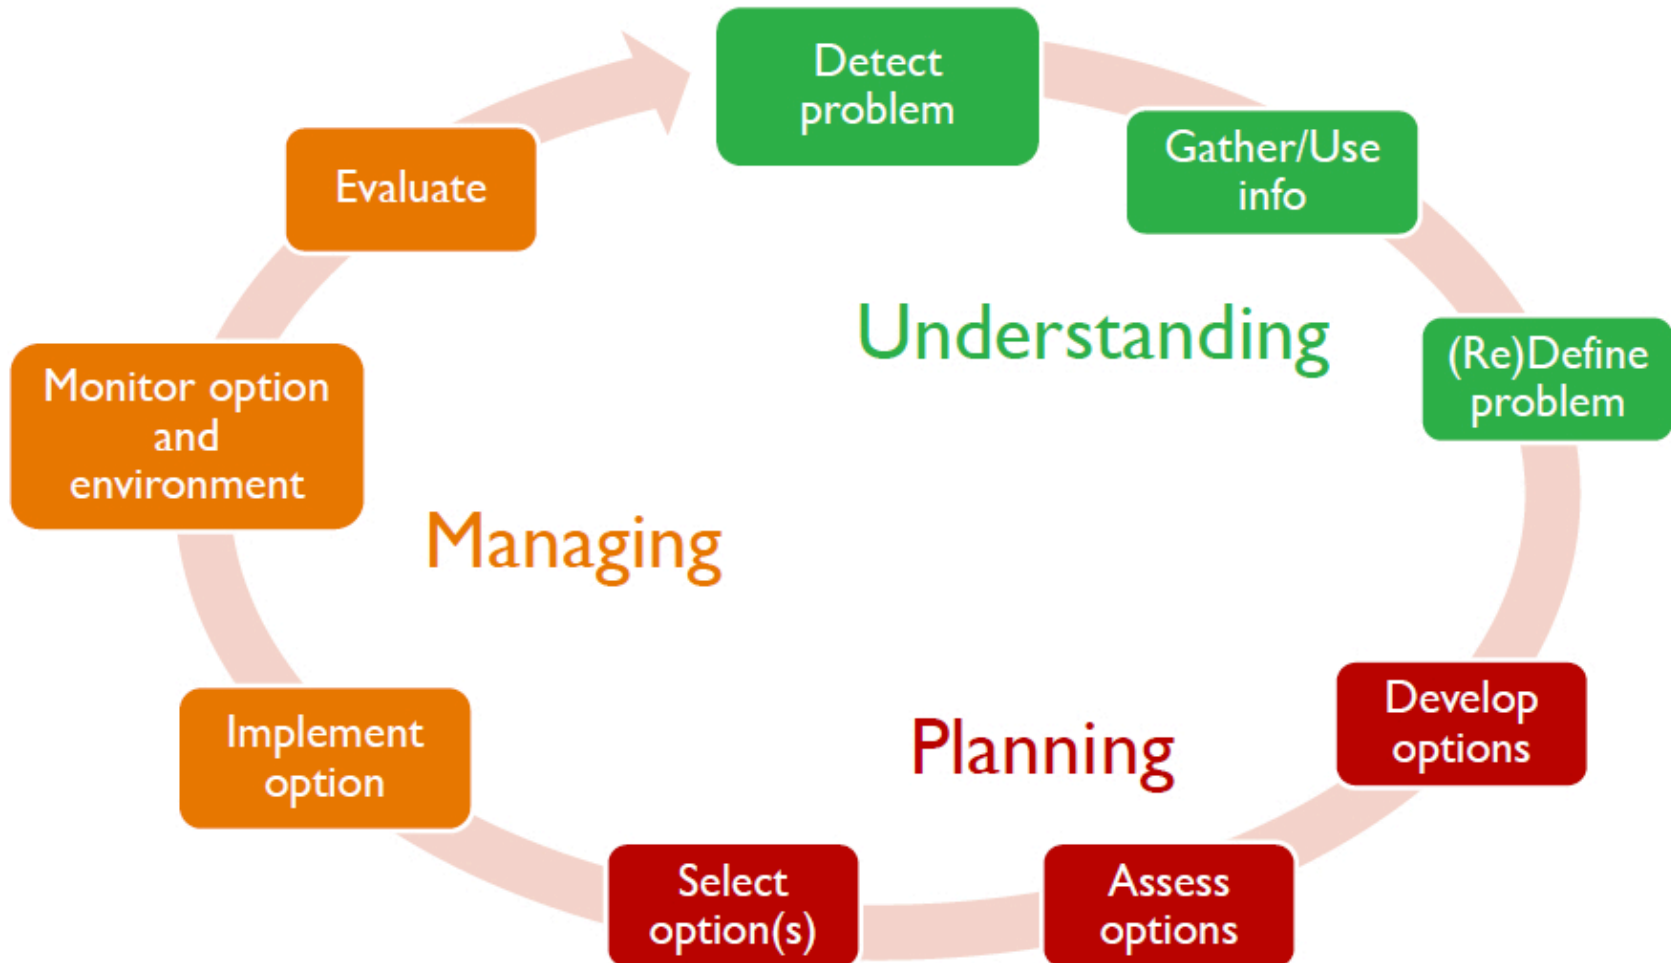 Detect
problem
Gather/Use
info
(Re)Define
problem
Understanding
Develop
options
Assess
options
Planning
Select
option(s)
Implement
option
Managing
Monitor option
and
environment
Evaluate